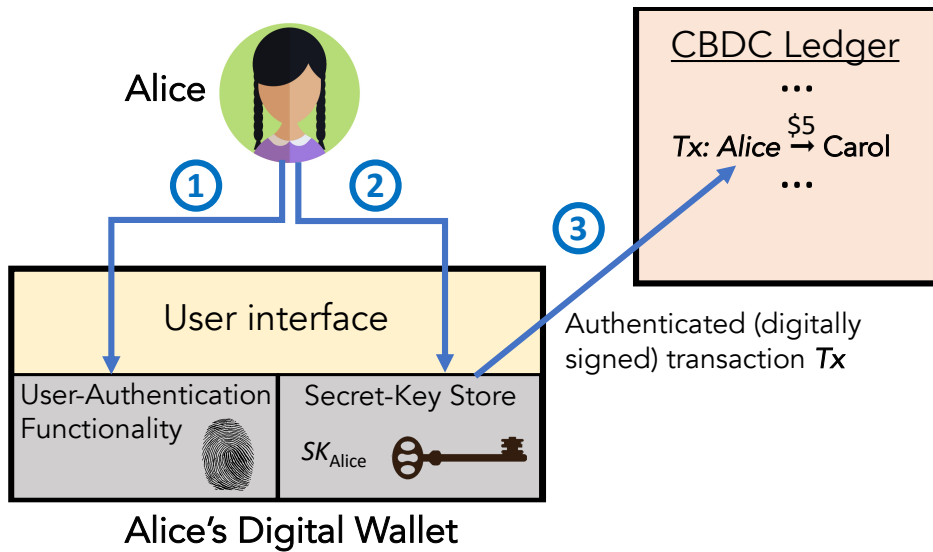 Alice
1
2
3
CBDC Ledger
...
$5
Tx: Alice → Carol
...
User interface
Authenticated (digitally
signed) transaction Tx
User-Authentication
Functionality
Secret-Key Store
SK_Alice
Alice's Digital Wallet